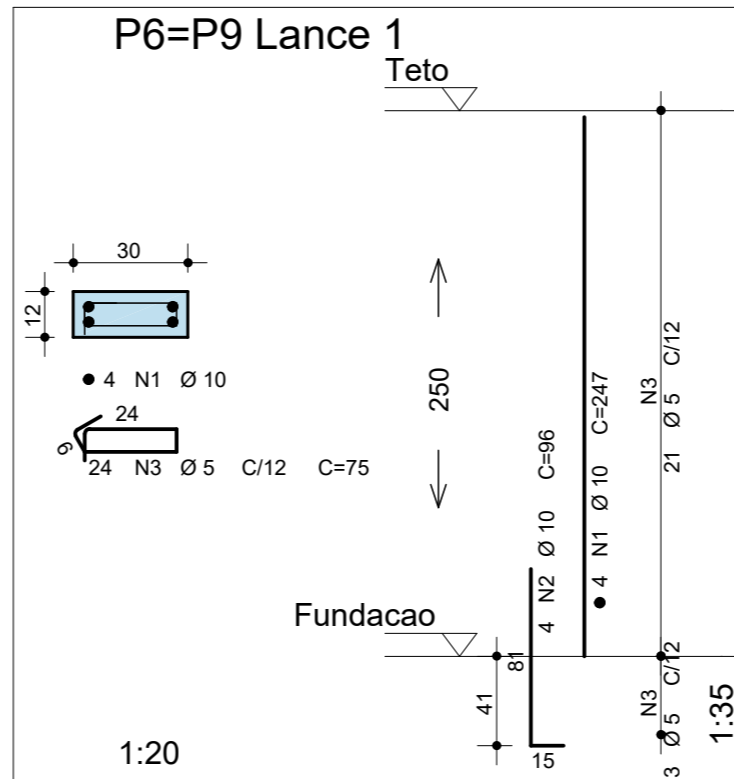 P6=P9 Lance 1
Teto
30
12
4 N1 Ø 10
24
6
24 N3 Ø 5 C/12 C=75
250
4 N2 Ø 10 C=96
4 N1 Ø 10 C=247
21 Ø 5 C/12
N3
Fundacao
81
41
15
3 Ø 5 C/12
N3
1:20
1:35